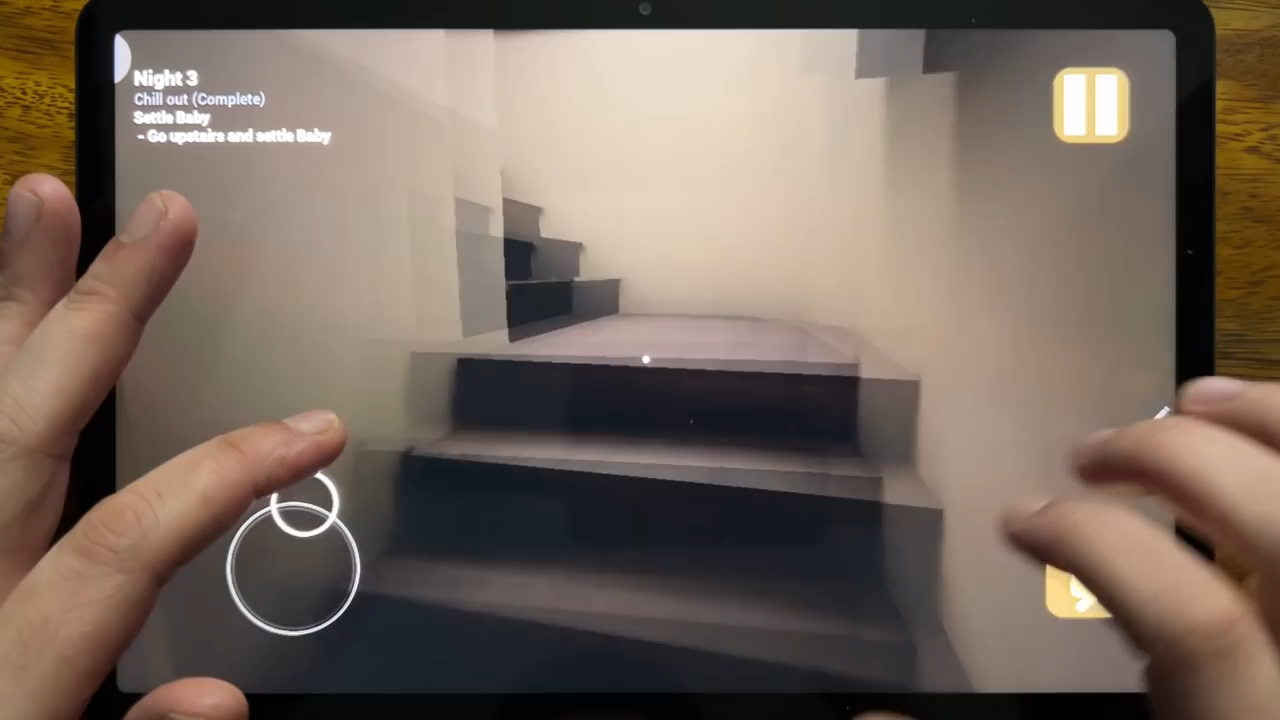 Night 3
Chill out (Complete)
Settle Baby
- Go upstairs and settle Baby